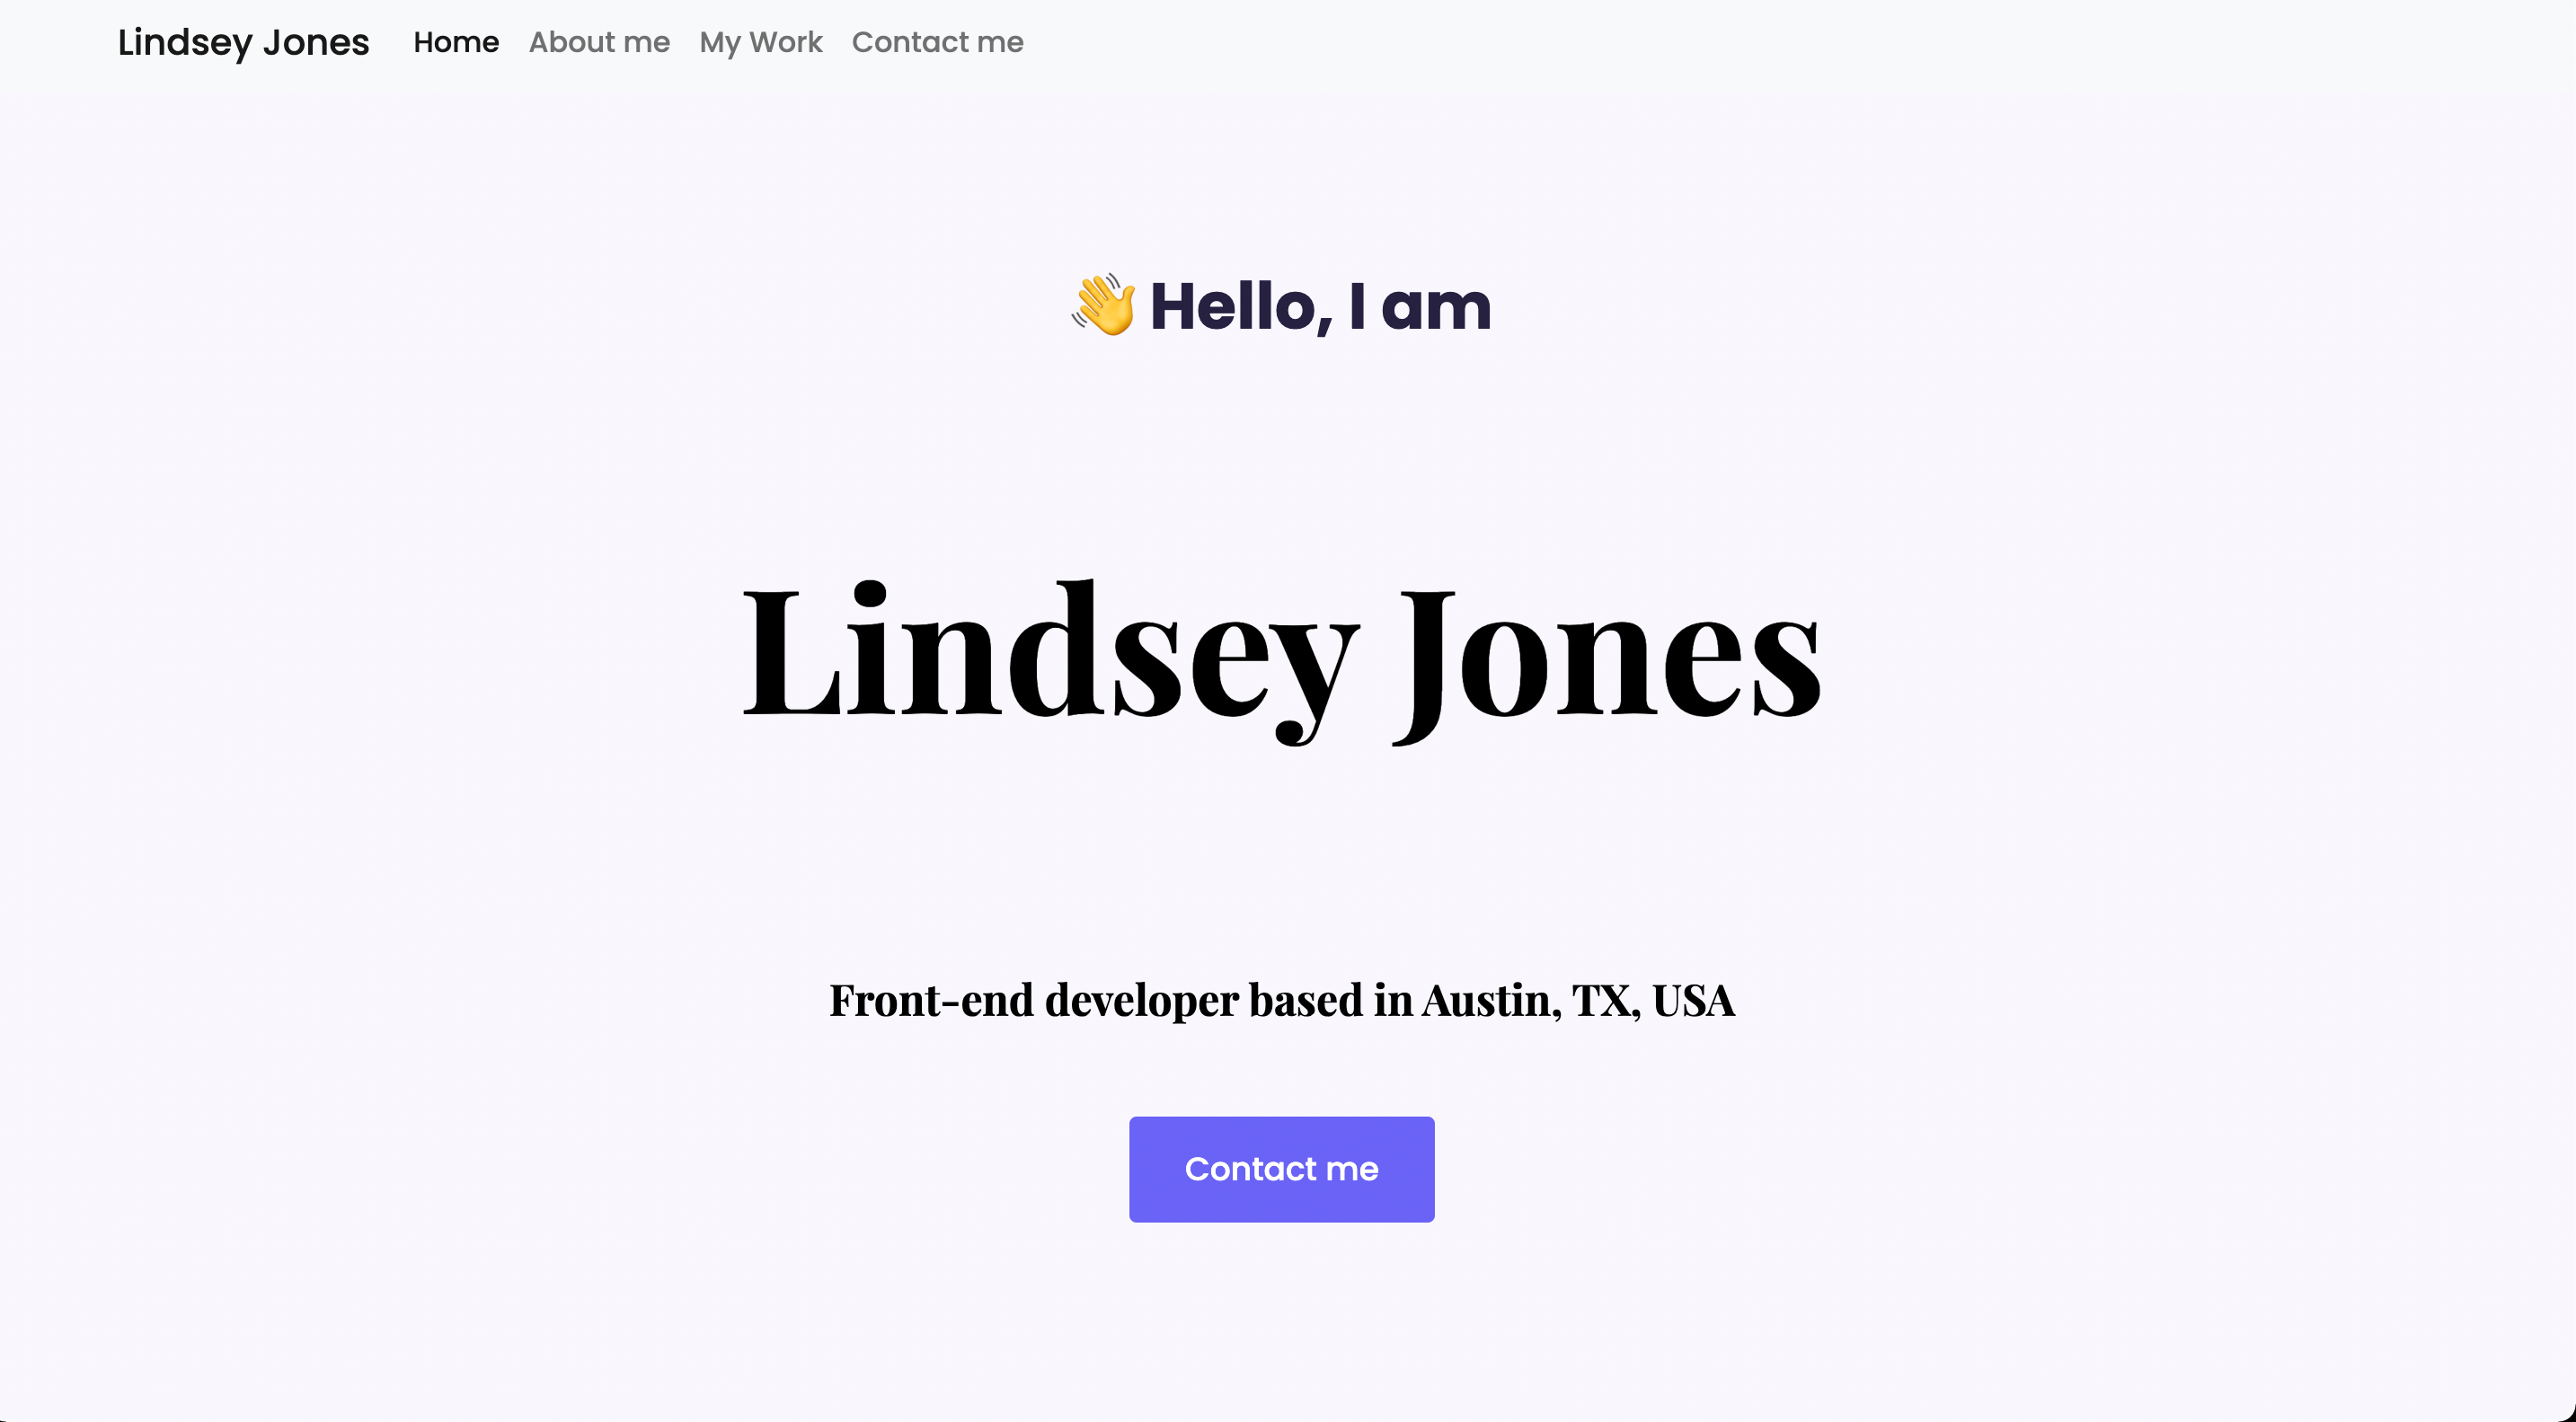 Lindsey Jones Home About me My Work Contact me
👋 Hello, I am
Lindsey Jones
Front-end developer based in Austin, TX, USA
Contact me